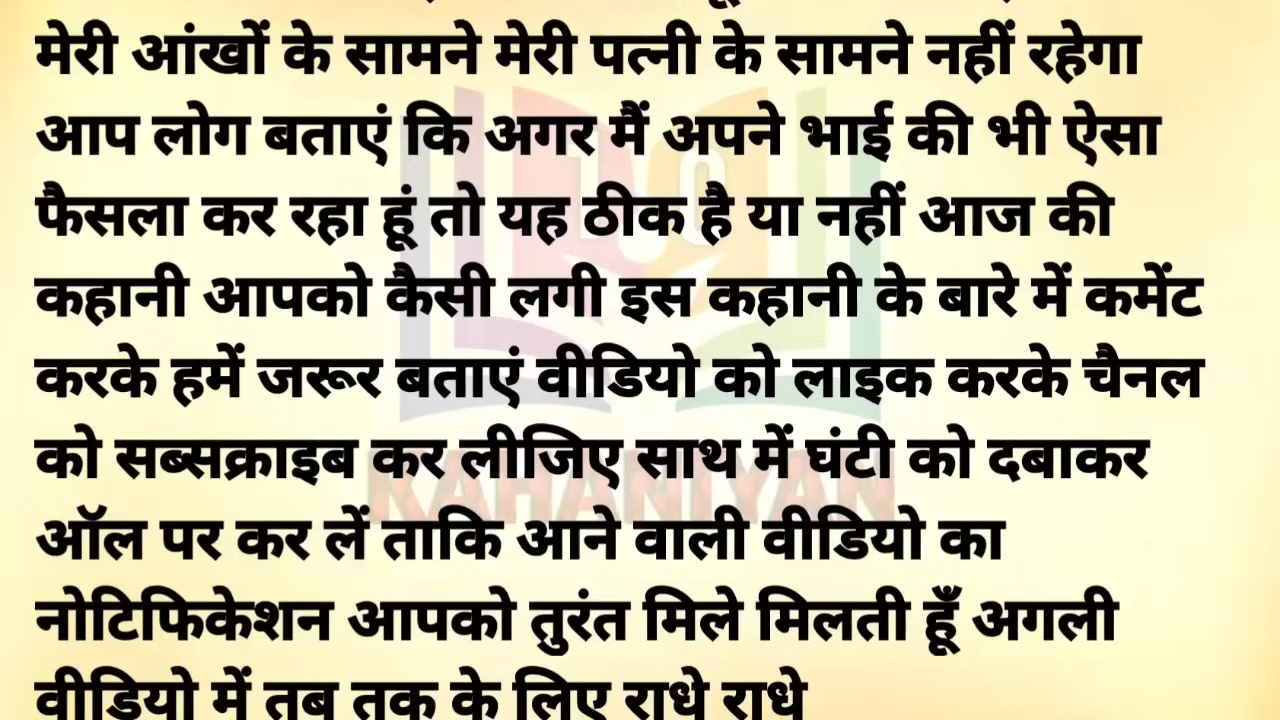 मेरी आंखों के सामने मेरी पत्नी के सामने नहीं रहेगा
आप लोग बताएं कि अगर मैं अपने भाई की भी ऐसा
फैसला कर रहा हूं तो यह ठीक है या नहीं आज की
कहानी आपको कैसी लगी इस कहानी के बारे में कमेंट
करके हमें जरूर बताएं वीडियो को लाइक करके चैनल
को सब्सक्राइब कर लीजिए साथ में घंटी को दबाकर
KAHANIYAN
ऑल पर कर लें ताकि आने वाली वीडियो का
नोटिफिकेशन आपको तुरंत मिले मिलती हूँ अगली
वीडियो में तब तक के लिए राधे राधे